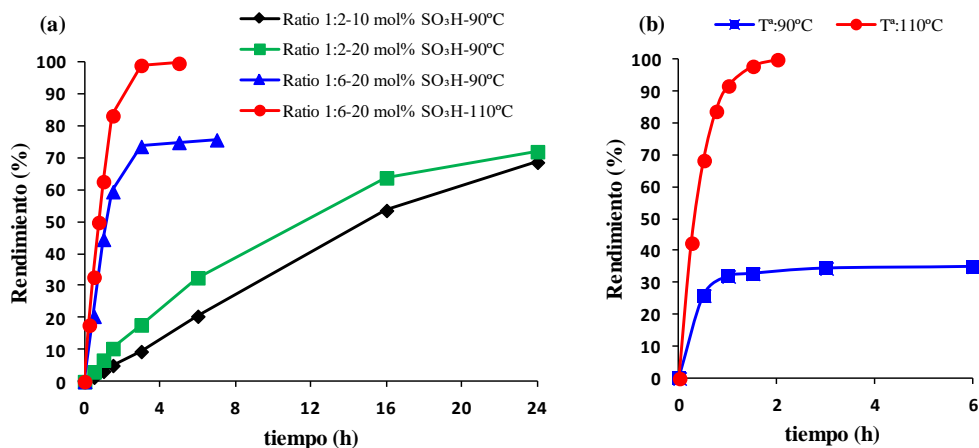 Ratio 1:2-10 mol% SO₃H-90ºC
Ratio 1:2-20 mol% SO₃H-90ºC
Ratio 1:6-20 mol% SO₃H-90ºC
Ratio 1:6-20 mol% SO₃H-110ºC
(a)
Rendimiento (%)
100
90
80
70
60
50
40
30
20
10
0
0 4 8 12 16 20 24
tiempo (h)
(b)
Tª:90ºC
Tª:110ºC
Rendimiento (%)
100
90
80
70
60
50
40
30
20
10
0
0 2 4 6
tiempo (h)